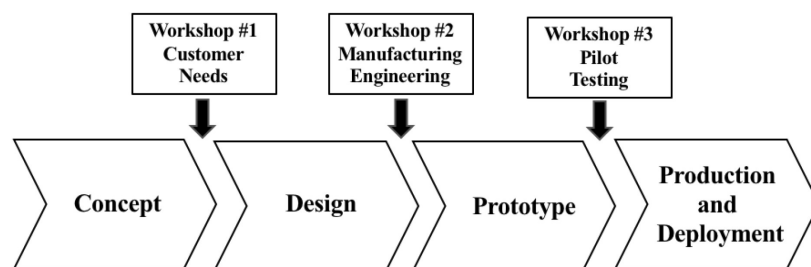 Workshop #1
Customer
Needs
Workshop #2
Manufacturing
Engineering
Workshop #3
Pilot
Testing
Concept
Design
Prototype
Production
and
Deployment